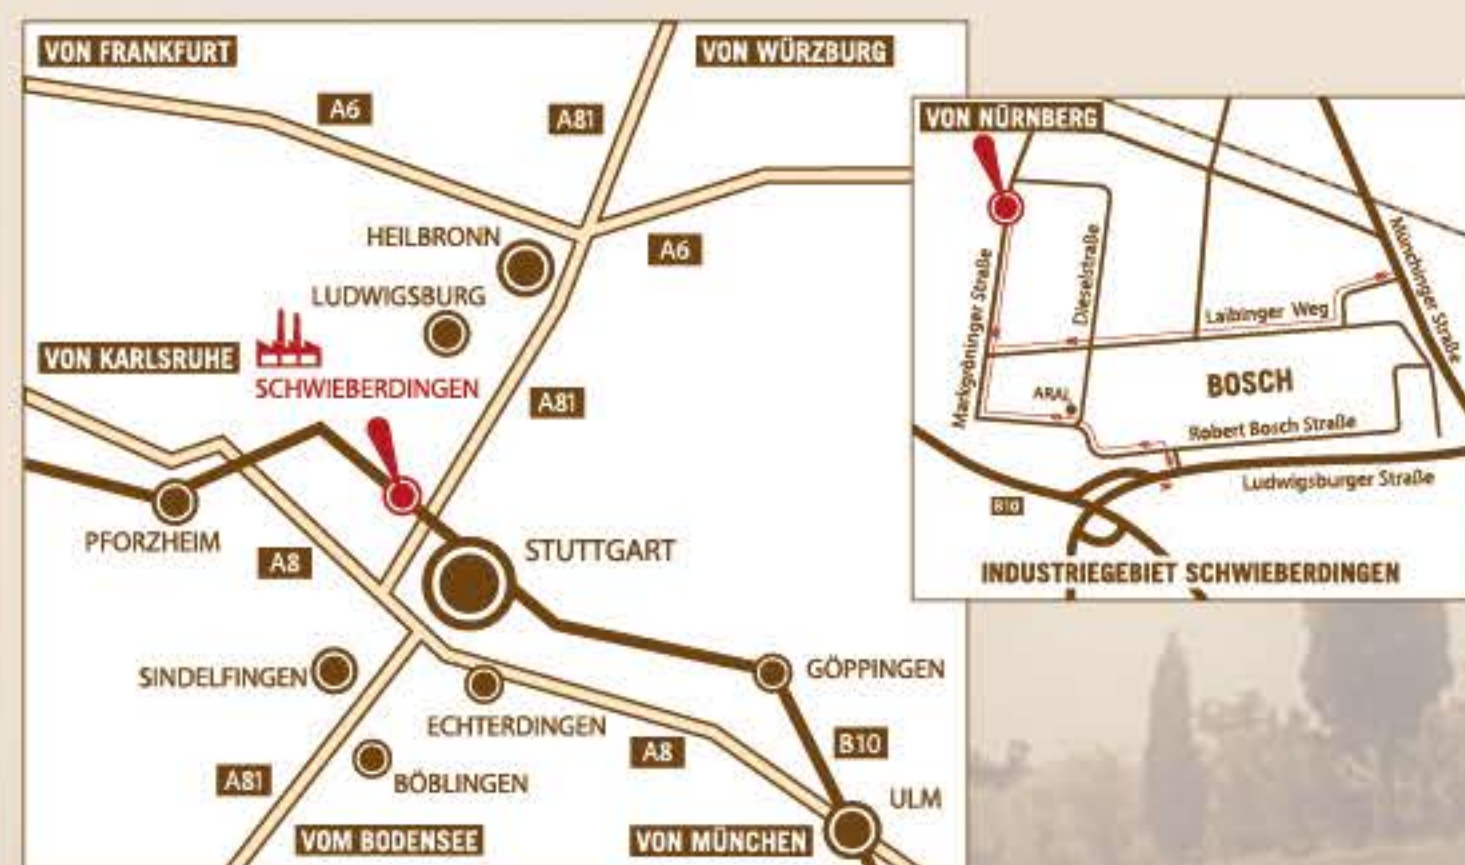 VON FRANKFURT
VON WÜRZBURG
A6
A81
VON NÜRNBERG
HEILBRONN
A6
LUDWIGSBURG
VON KARLSRUHE
SCHWIEBERDINGEN
A81
PFORZHEIM
A8
STUTTGART
SINDELFINGEN
GÖPPINGEN
ECHTERDINGEN
A8
B10
A81
BÖBLINGEN
ULM
VOM BODENSEE
VON MÜNCHEN
Markgröninger Straße
Dieselstraße
Münchinger Straße
Laibinger Weg
BOSCH
ARAL
Robert Bosch Straße
Ludwigsburger Straße
B10
INDUSTRIEGEBIET SCHWIEBERDINGEN